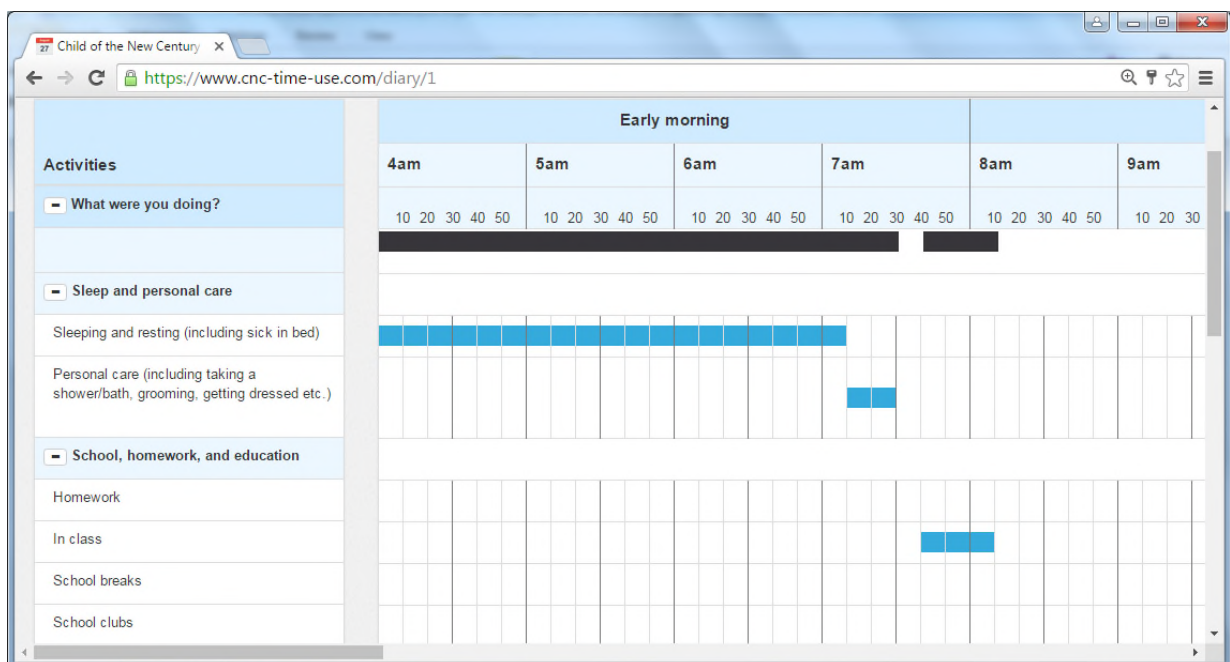 27 Child of the New Century
https://www.cnc-time-use.com/diary/1
Early morning
Activities
4am 5am 6am 7am 8am 9am
What were you doing?
10 20 30 40 50 10 20 30 40 50 10 20 30 40 50 10 20 30 40 50 10 20 30 40 50 10 20 30
Sleep and personal care
Sleeping and resting (including sick in bed)
Personal care (including taking a
shower/bath, grooming, getting dressed etc.)
School, homework, and education
Homework
In class
School breaks
School clubs